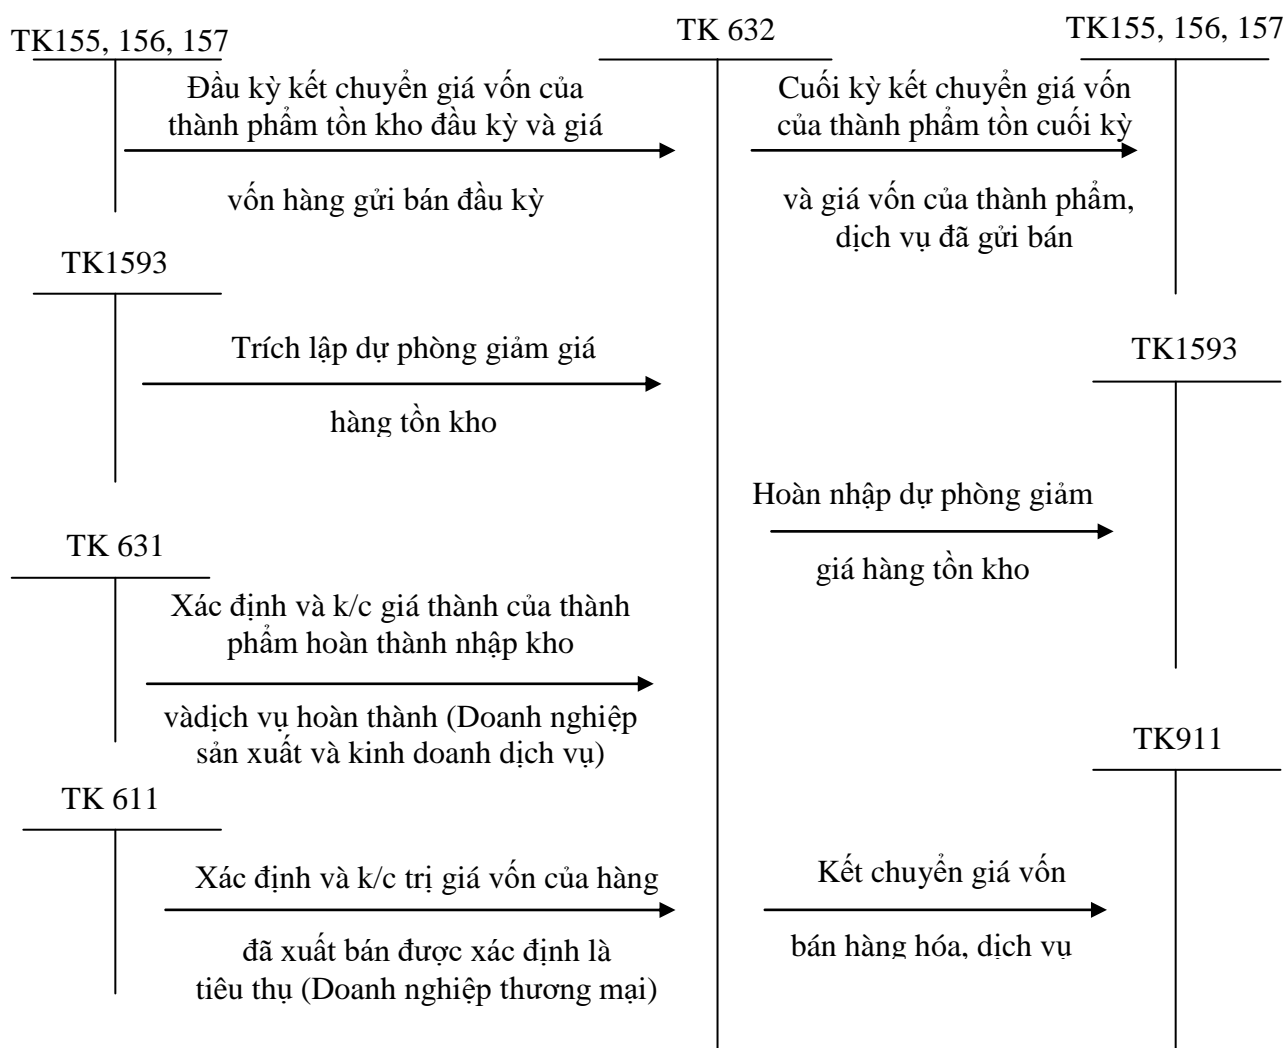 TK155, 156, 157
TK 632
TK155, 156, 157
Đầu kỳ kết chuyển giá vốn của
thành phẩm tồn kho đầu kỳ và giá
vốn hàng gửi bán đầu kỳ
Cuối kỳ kết chuyển giá vốn
của thành phẩm tồn cuối kỳ
và giá vốn của thành phẩm,
dịch vụ đã gửi bán
TK1593
Trích lập dự phòng giảm giá
hàng tồn kho
TK1593
Hoàn nhập dự phòng giảm
giá hàng tồn kho
TK 631
Xác định và k/c giá thành của thành
phẩm hoàn thành nhập kho
vàdịch vụ hoàn thành (Doanh nghiệp
sản xuất và kinh doanh dịch vụ)
TK911
TK 611
Xác định và k/c trị giá vốn của hàng
đã xuất bán được xác định là
tiêu thụ (Doanh nghiệp thương mại)
Kết chuyển giá vốn
bán hàng hóa, dịch vụ